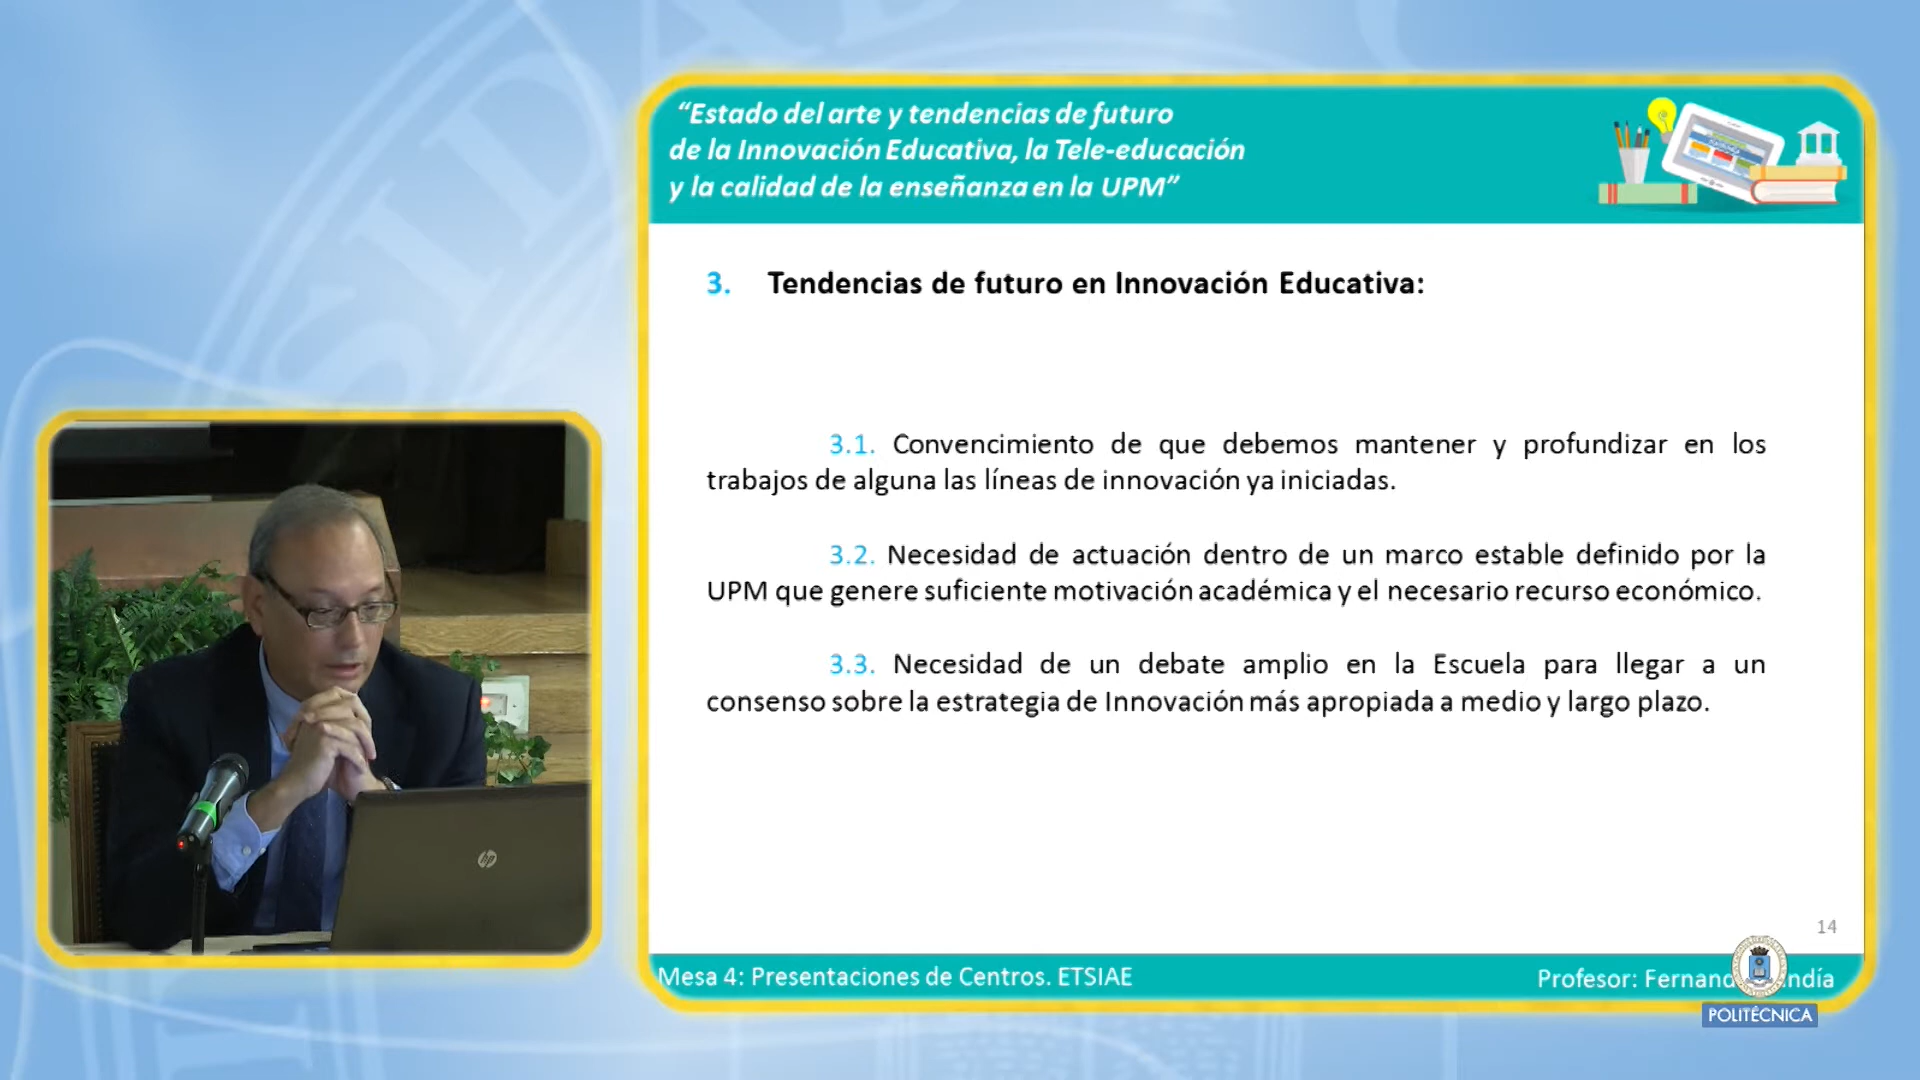 “Estado del arte y tendencias de futuro
de la Innovación Educativa, la Tele-educación
y la calidad de la enseñanza en la UPM”
3. Tendencias de futuro en Innovación Educativa:
3.1. Convencimiento de que debemos mantener y profundizar en los
trabajos de alguna las líneas de innovación ya iniciadas.
3.2. Necesidad de actuación dentro de un marco estable definido por la
UPM que genere suficiente motivación académica y el necesario recurso económico.
3.3. Necesidad de un debate amplio en la Escuela para llegar a un
consenso sobre la estrategia de Innovación más apropiada a medio y largo plazo.
14
Mesa 4: Presentaciones de Centros. ETSIAE
Profesor:
POLITÉCNICA
hp